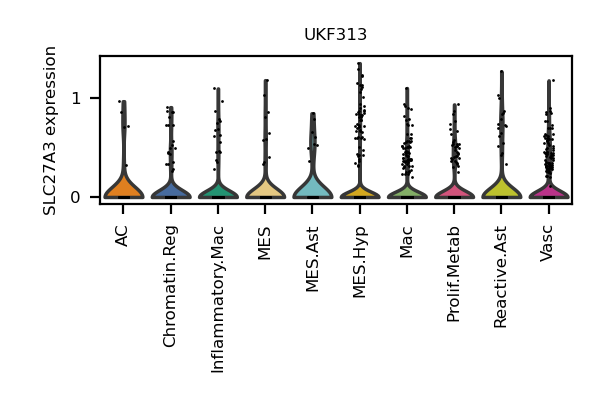 UKF313
SLC27A3 expression
1
0
AC
Chromatin.Reg
Inflammatory.Mac
MES
MES.Ast
MES.Hyp
Mac
Prolif.Metab
Reactive.Ast
Vasc